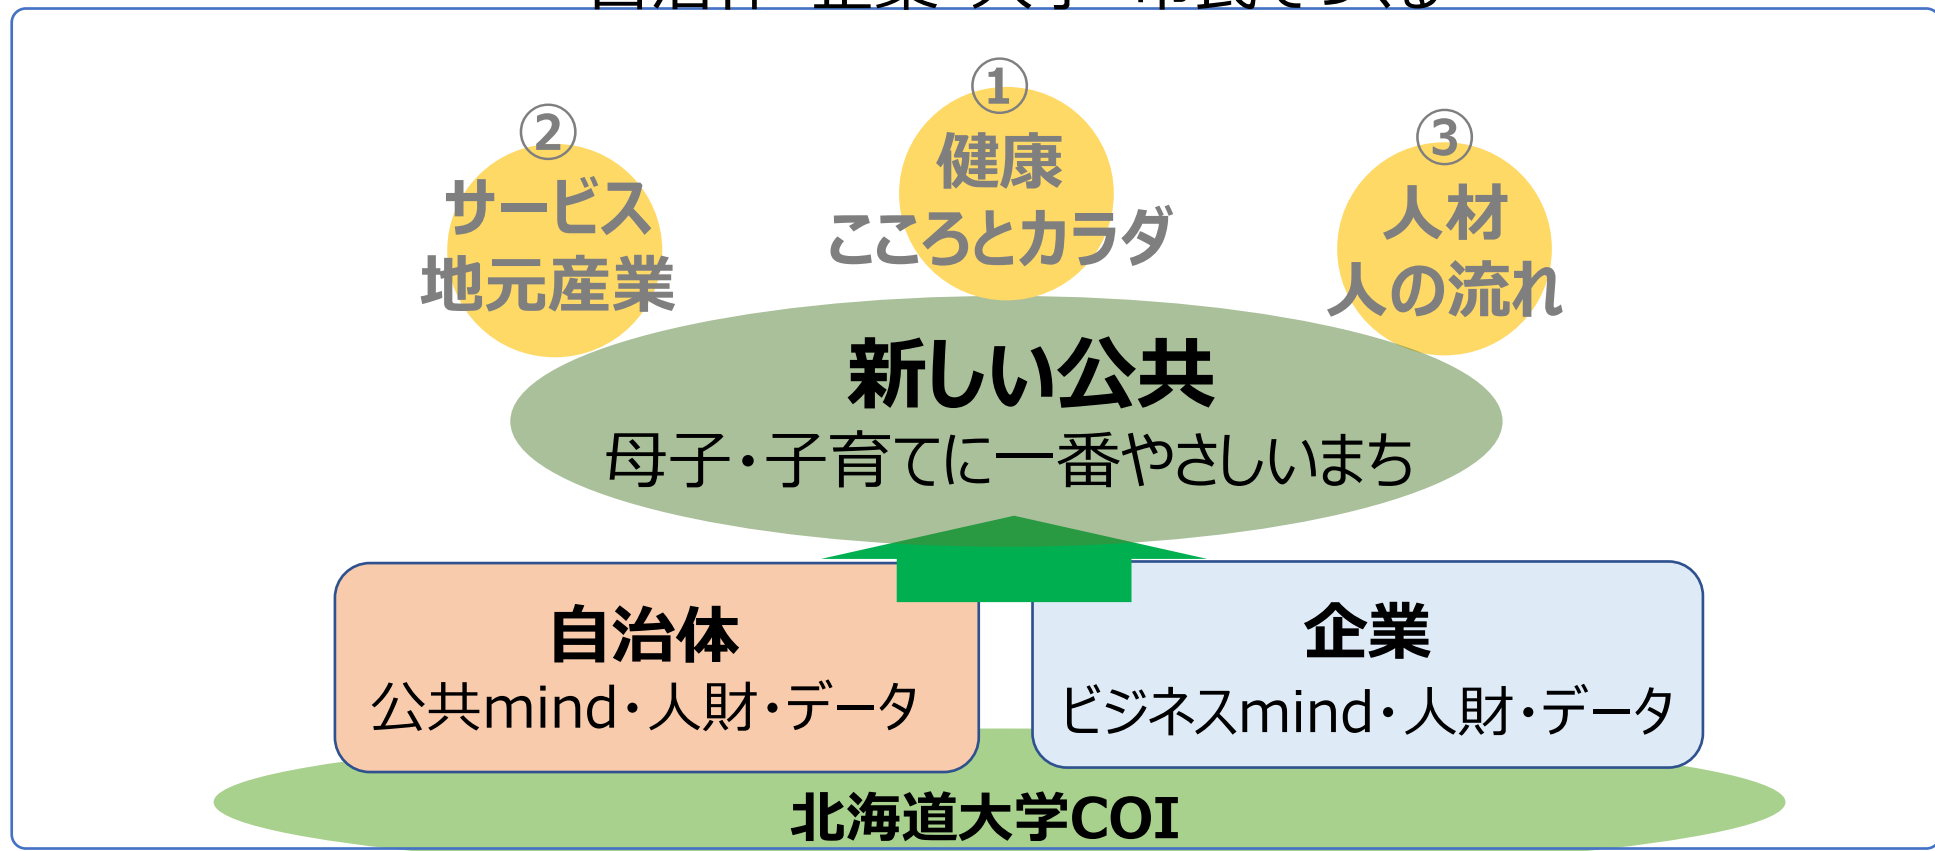 ①
健康
こころとカラダ
②
サービス
地元産業
③
人材
人の流れ
新しい公共
母子・子育てに一番やさしいまち
自治体
公共mind・人財・データ
企業
ビジネスmind・人財・データ
北海道大学COI